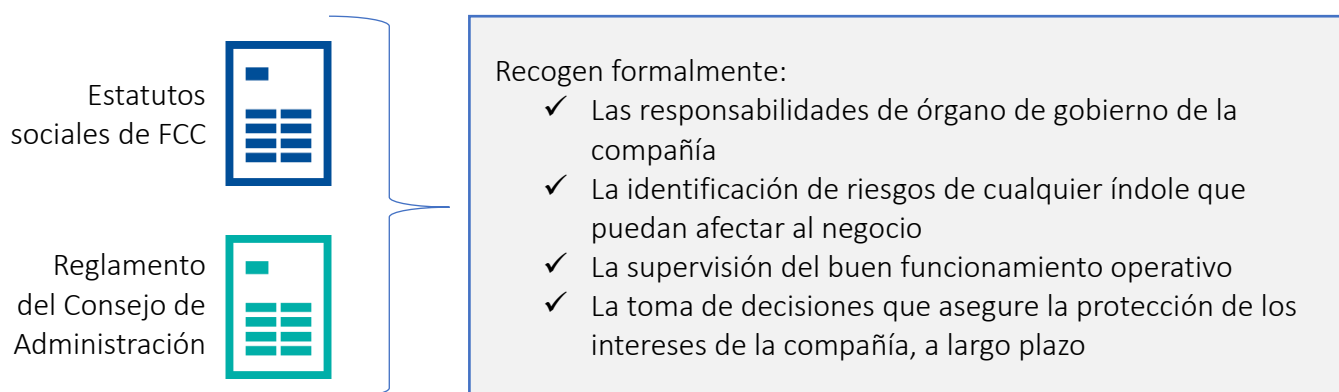 Estatutos
sociales de FCC
Reglamento
del Consejo de
Administración
Recogen formalmente:
✓ Las responsabilidades de órgano de gobierno de la
compañía
✓ La identificación de riesgos de cualquier índole que
puedan afectar al negocio
✓ La supervisión del buen funcionamiento operativo
✓ La toma de decisiones que asegure la protección de los
intereses de la compañía, a largo plazo